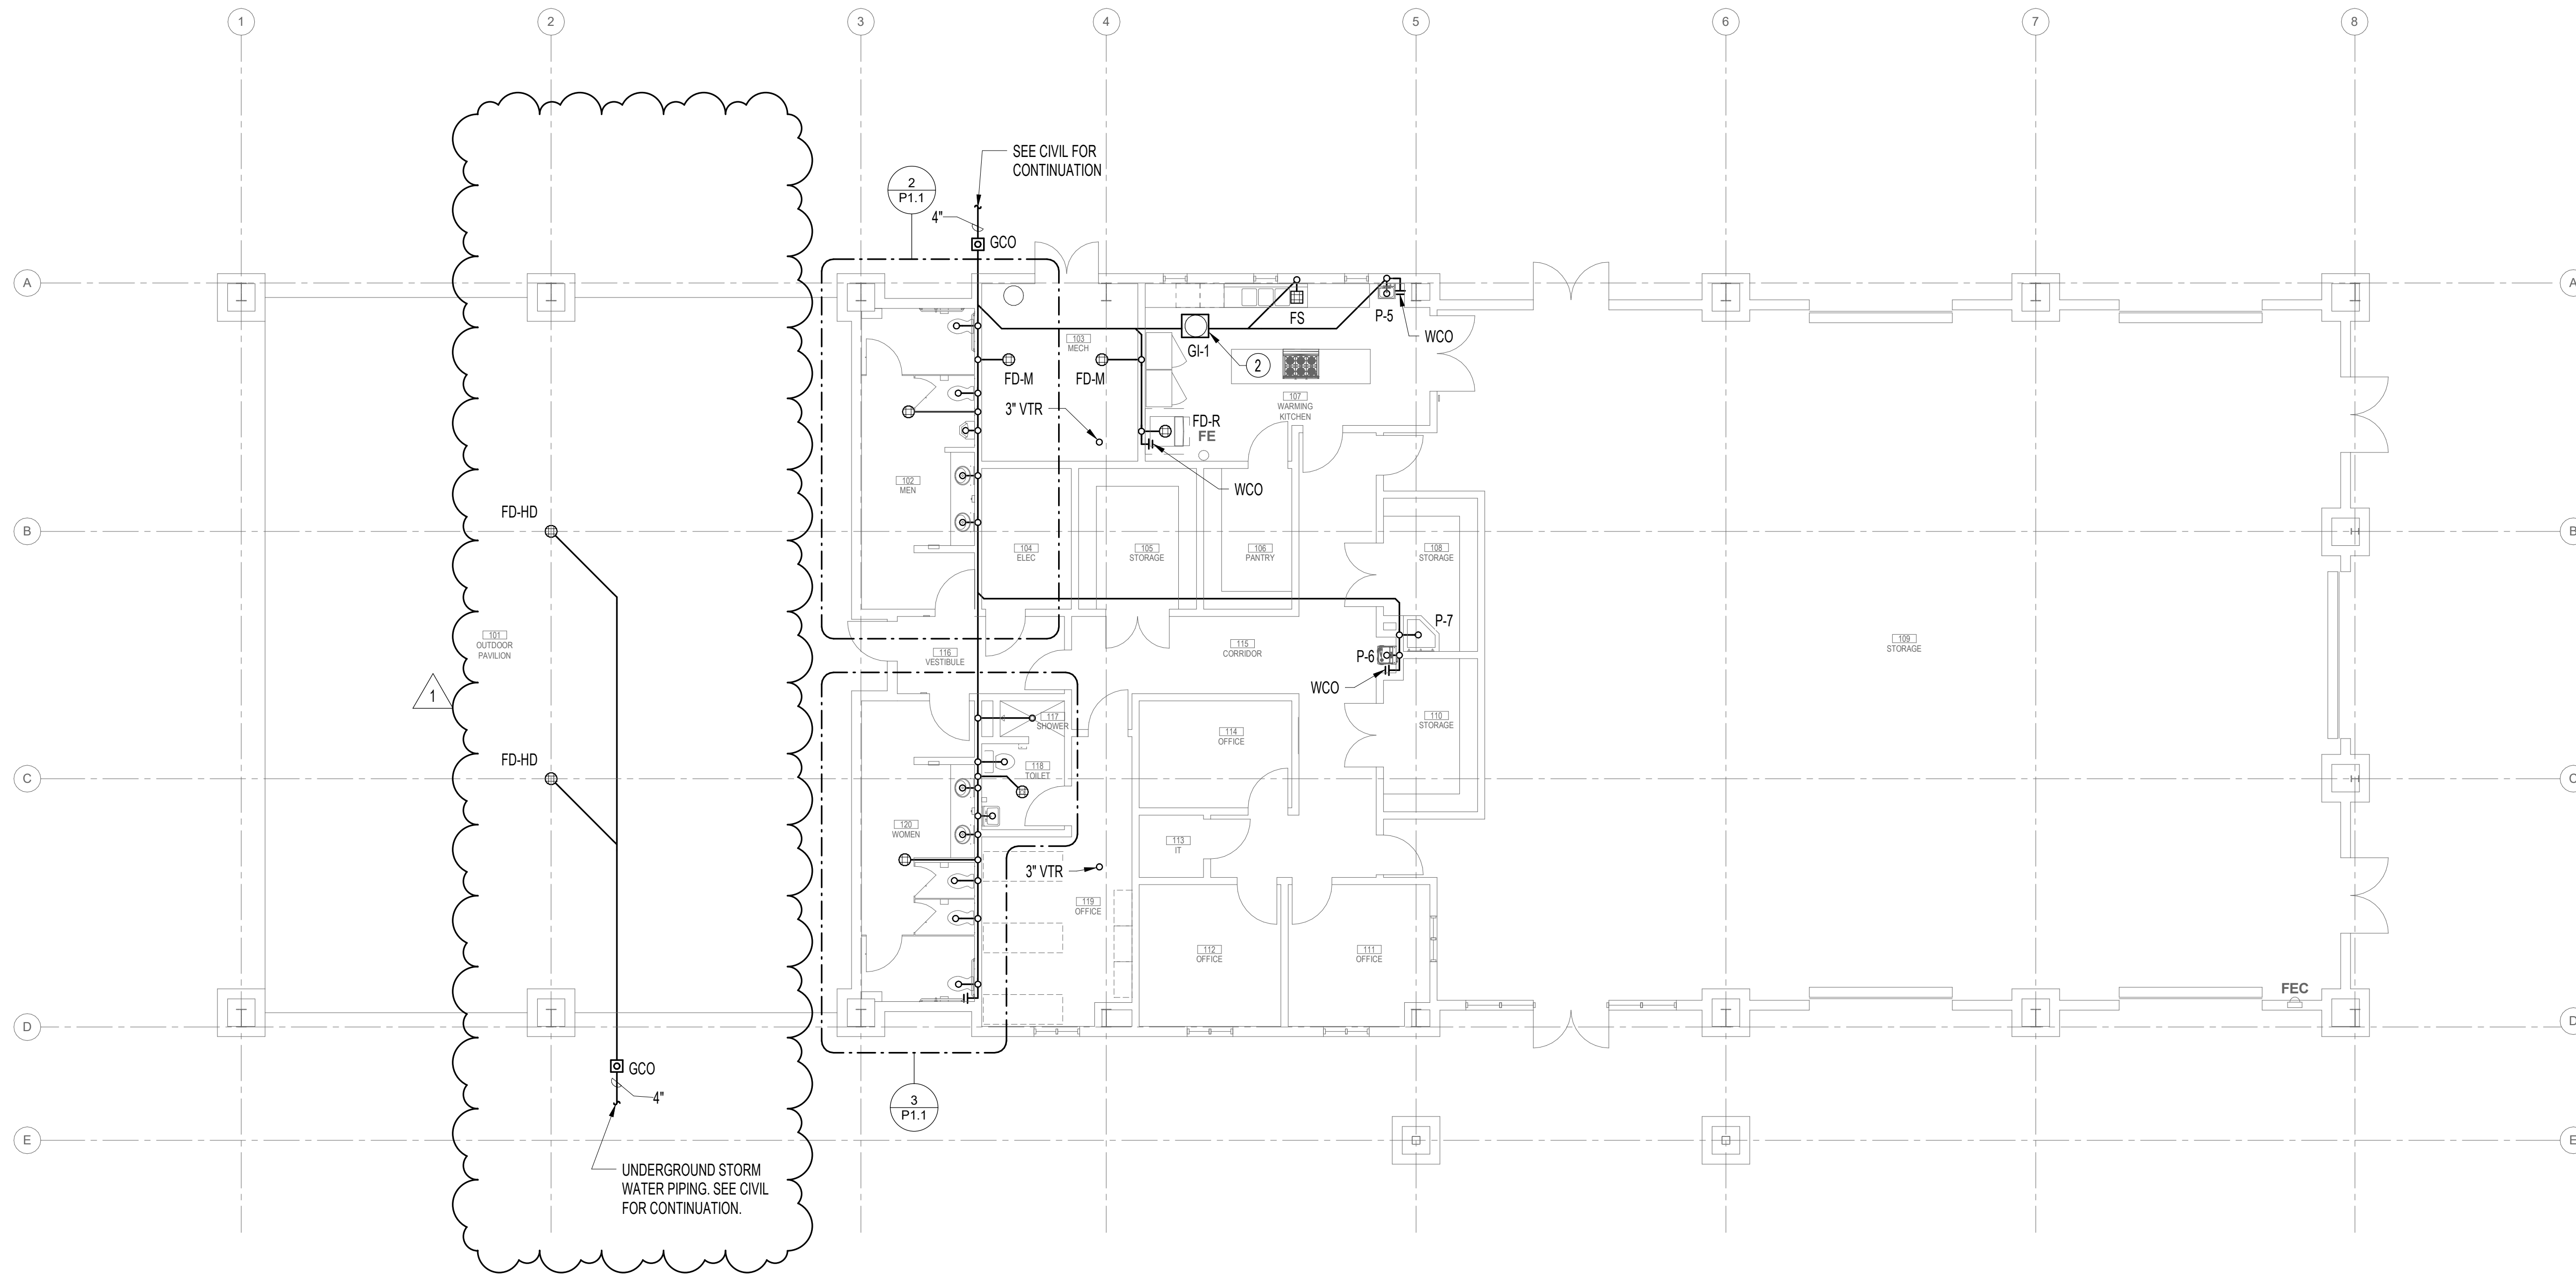 1
2
3
4
5
6
7
8
SEE CIVIL FOR
CONTINUATION
2
P1.1
4"
GCO
A
A
FS
P-5
WCO
GI-1
2
103
MECH
FD-M
FD-M
107
WARMING
KITCHEN
3" VTR
FD-R
FE
102
MEN
WCO
FD-HD
B
B
104
ELEC
105
STORAGE
106
PANTRY
108
STORAGE
101
OUTDOOR
PAVILION
116
VESTIBULE
115
CORRIDOR
P-7
P-6
109
STORAGE
WCO
1
117
SHOWER
110
STORAGE
114
OFFICE
FD-HD
118
TOILET
C
C
120
WOMEN
113
IT
3" VTR
119
OFFICE
112
OFFICE
111
OFFICE
FEC
D
D
GCO
4"
3
P1.1
E
E
UNDERGROUND STORM
WATER PIPING. SEE CIVIL
FOR CONTINUATION.